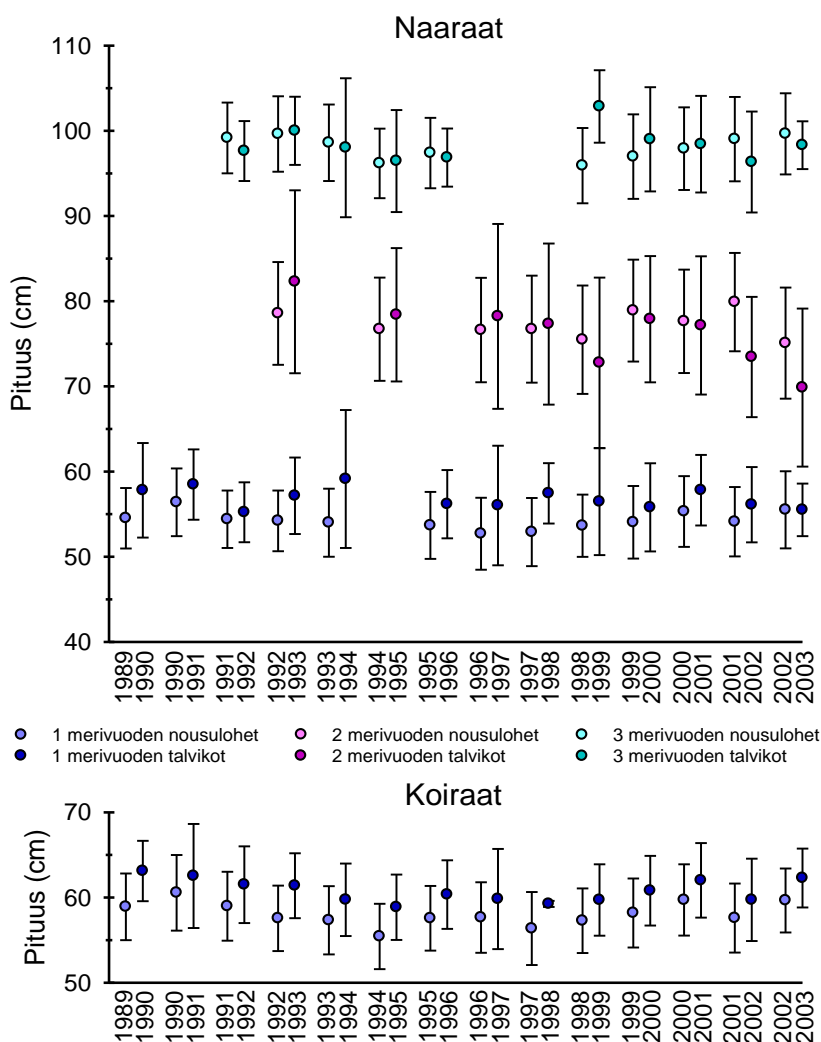 Naaraat
110
100
90
80
70
60
50
40
Pituus (cm)
1989 1990 1990 1991 1991 1992 1992 1993 1993 1994 1994 1995 1995 1996 1996 1997 1997 1998 1998 1999 1999 2000 2000 2001 2001 2002 2002 2003
1 merivuoden nousulohet 2 merivuoden nousulohet 3 merivuoden nousulohet
1 merivuoden talvikot 2 merivuoden talvikot 3 merivuoden talvikot
Koiraat
70
60
50
Pituus (cm)
1989 1990 1990 1991 1991 1992 1992 1993 1993 1994 1994 1995 1995 1996 1996 1997 1997 1998 1998 1999 1999 2000 2000 2001 2001 2002 2002 2003